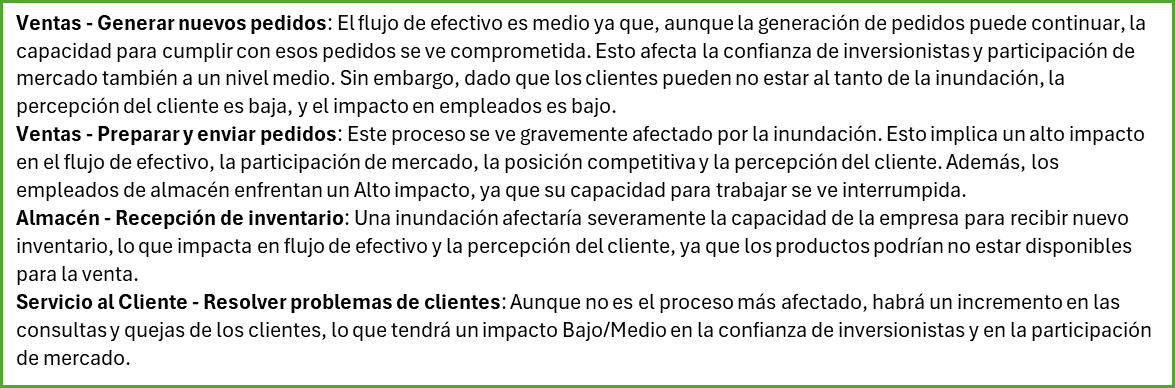 Ventas - Generar nuevos pedidos: El flujo de efectivo es medio ya que, aunque la generación de pedidos puede continuar, la
capacidad para cumplir con esos pedidos se ve comprometida. Esto afecta la confianza de inversionistas y participación de
mercado también a un nivel medio. Sin embargo, dado que los clientes pueden no estar al tanto de la inundación, la
percepción del cliente es baja, y el impacto en empleados es bajo.
Ventas - Preparar y enviar pedidos: Este proceso se ve gravemente afectado por la inundación. Esto implica un alto impacto
en el flujo de efectivo, la participación de mercado, la posición competitiva y la percepción del cliente. Además, los
empleados de almacén enfrentan un Alto impacto, ya que su capacidad para trabajar se ve interrumpida.
Almacén - Recepción de inventario: Una inundación afectaría severamente la capacidad de la empresa para recibir nuevo
inventario, lo que impacta en flujo de efectivo y la percepción del cliente, ya que los productos podrían no estar disponibles
para la venta.
Servicio al Cliente - Resolver problemas de clientes: Aunque no es el proceso más afectado, habrá un incremento en las
consultas y quejas de los clientes, lo que tendrá un impacto Bajo/Medio en la confianza de inversionistas y en la participación
de mercado.